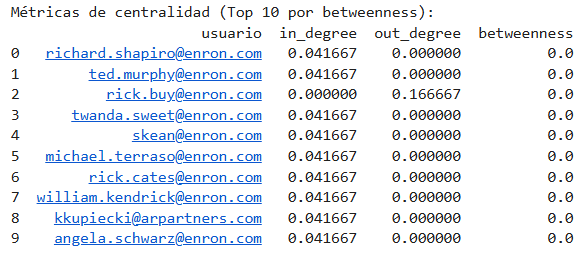 Métricas de centralidad (Top 10 por betweenness):
usuario in_degree out_degree betweenness
0 richard.shapiro@enron.com 0.041667 0.000000 0.0
1 ted.murphy@enron.com 0.041667 0.000000 0.0
2 rick.buy@enron.com 0.000000 0.166667 0.0
3 twanda.sweet@enron.com 0.041667 0.000000 0.0
4 skean@enron.com 0.041667 0.000000 0.0
5 michael.terraso@enron.com 0.041667 0.000000 0.0
6 rick.cates@enron.com 0.041667 0.000000 0.0
7 william.kendrick@enron.com 0.041667 0.000000 0.0
8 kkupiecki@arpartners.com 0.041667 0.000000 0.0
9 angela.schwarz@enron.com 0.041667 0.000000 0.0